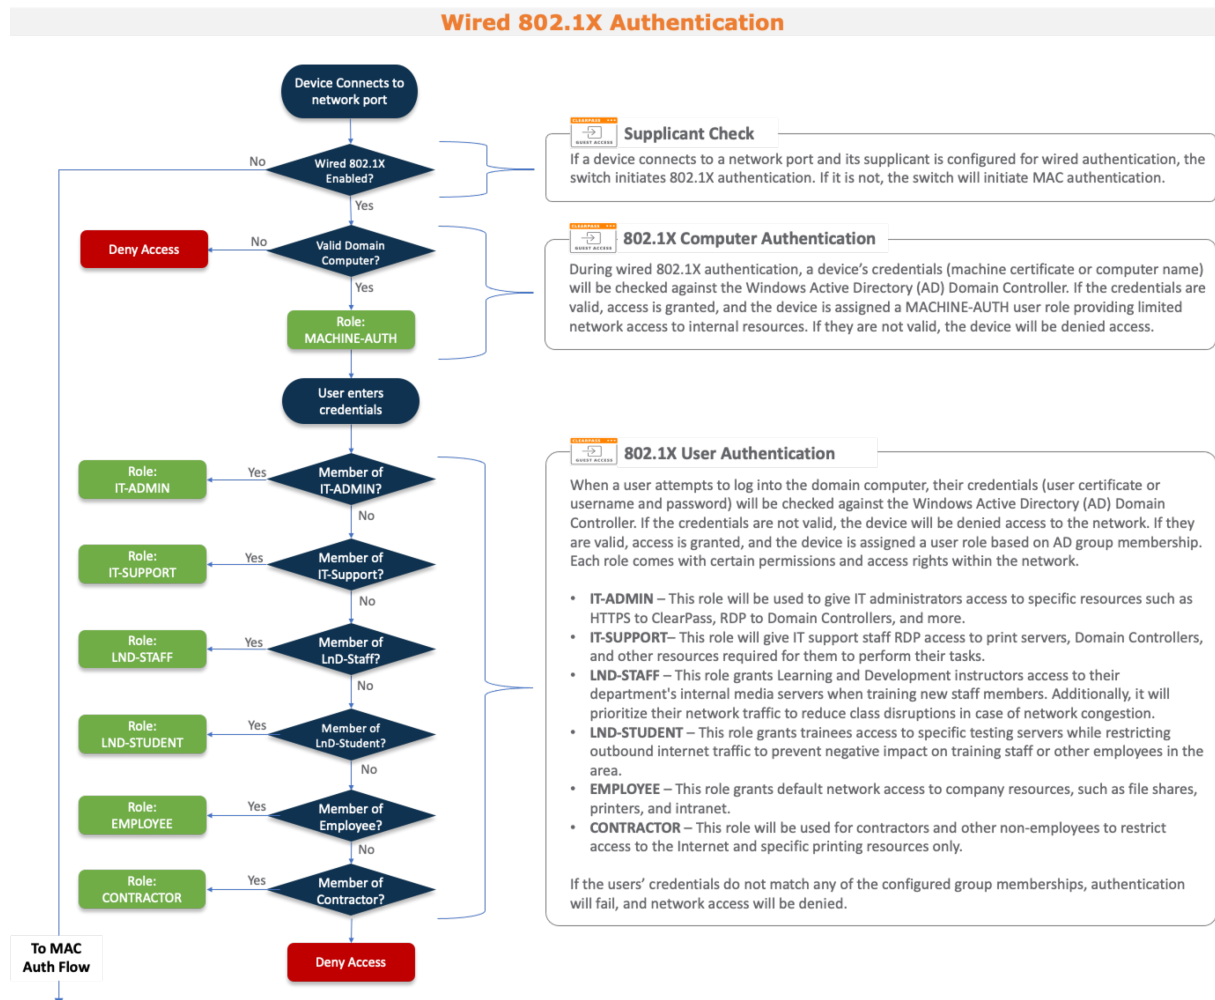 Wired 802.1X Authentication
Device Connects to
network port
Wired 802.1X
Enabled?
No
Yes
Valid Domain
Computer?
No
Deny Access
Yes
Role:
MACHINE-AUTH
User enters
credentials
Member of
IT-ADMIN?
Yes
Role:
IT-ADMIN
No
Member of
IT-Support?
Yes
Role:
IT-SUPPORT
No
Member of
LnD-Staff?
Yes
Role:
LND-STAFF
No
Member of
LnD-Student?
Yes
Role:
LND-STUDENT
No
Member of
Employee?
Yes
Role:
EMPLOYEE
No
Member of
Contractor?
Yes
Role:
CONTRACTOR
Deny Access
To MAC
Auth Flow
CLEARPASS
GUEST ACCESS
Supplicant Check
If a device connects to a network port and its supplicant is configured for wired authentication, the
switch initiates 802.1X authentication. If it is not, the switch will initiate MAC authentication.
CLEARPASS
GUEST ACCESS
802.1X Computer Authentication
During wired 802.1X authentication, a device's credentials (machine certificate or computer name)
will be checked against the Windows Active Directory (AD) Domain Controller. If the credentials are
valid, access is granted, and the device is assigned a MACHINE-AUTH user role providing limited
network access to internal resources. If they are not valid, the device will be denied access.
CLEARPASS
GUEST ACCESS
802.1X User Authentication
When a user attempts to log into the domain computer, their credentials (user certificate or
username and password) will be checked against the Windows Active Directory (AD) Domain
Controller. If the credentials are not valid, the device will be denied access to the network. If they
are valid, access is granted, and the device is assigned a user role based on AD group membership.
Each role comes with certain permissions and access rights within the network.
• IT-ADMIN – This role will be used to give IT administrators access to specific resources such as
HTTPS to ClearPass, RDP to Domain Controllers, and more.
• IT-SUPPORT– This role will give IT support staff RDP access to print servers, Domain Controllers,
and other resources required for them to perform their tasks.
• LND-STAFF – This role grants Learning and Development instructors access to their
department's internal media servers when training new staff members. Additionally, it will
prioritize their network traffic to reduce class disruptions in case of network congestion.
• LND-STUDENT – This role grants trainees access to specific testing servers while restricting
outbound internet traffic to prevent negative impact on training staff or other employees in the
area.
• EMPLOYEE – This role grants default network access to company resources, such as file shares,
printers, and intranet.
• CONTRACTOR – This role will be used for contractors and other non-employees to restrict
access to the Internet and specific printing resources only.
If the users' credentials do not match any of the configured group memberships, authentication
will fail, and network access will be denied.